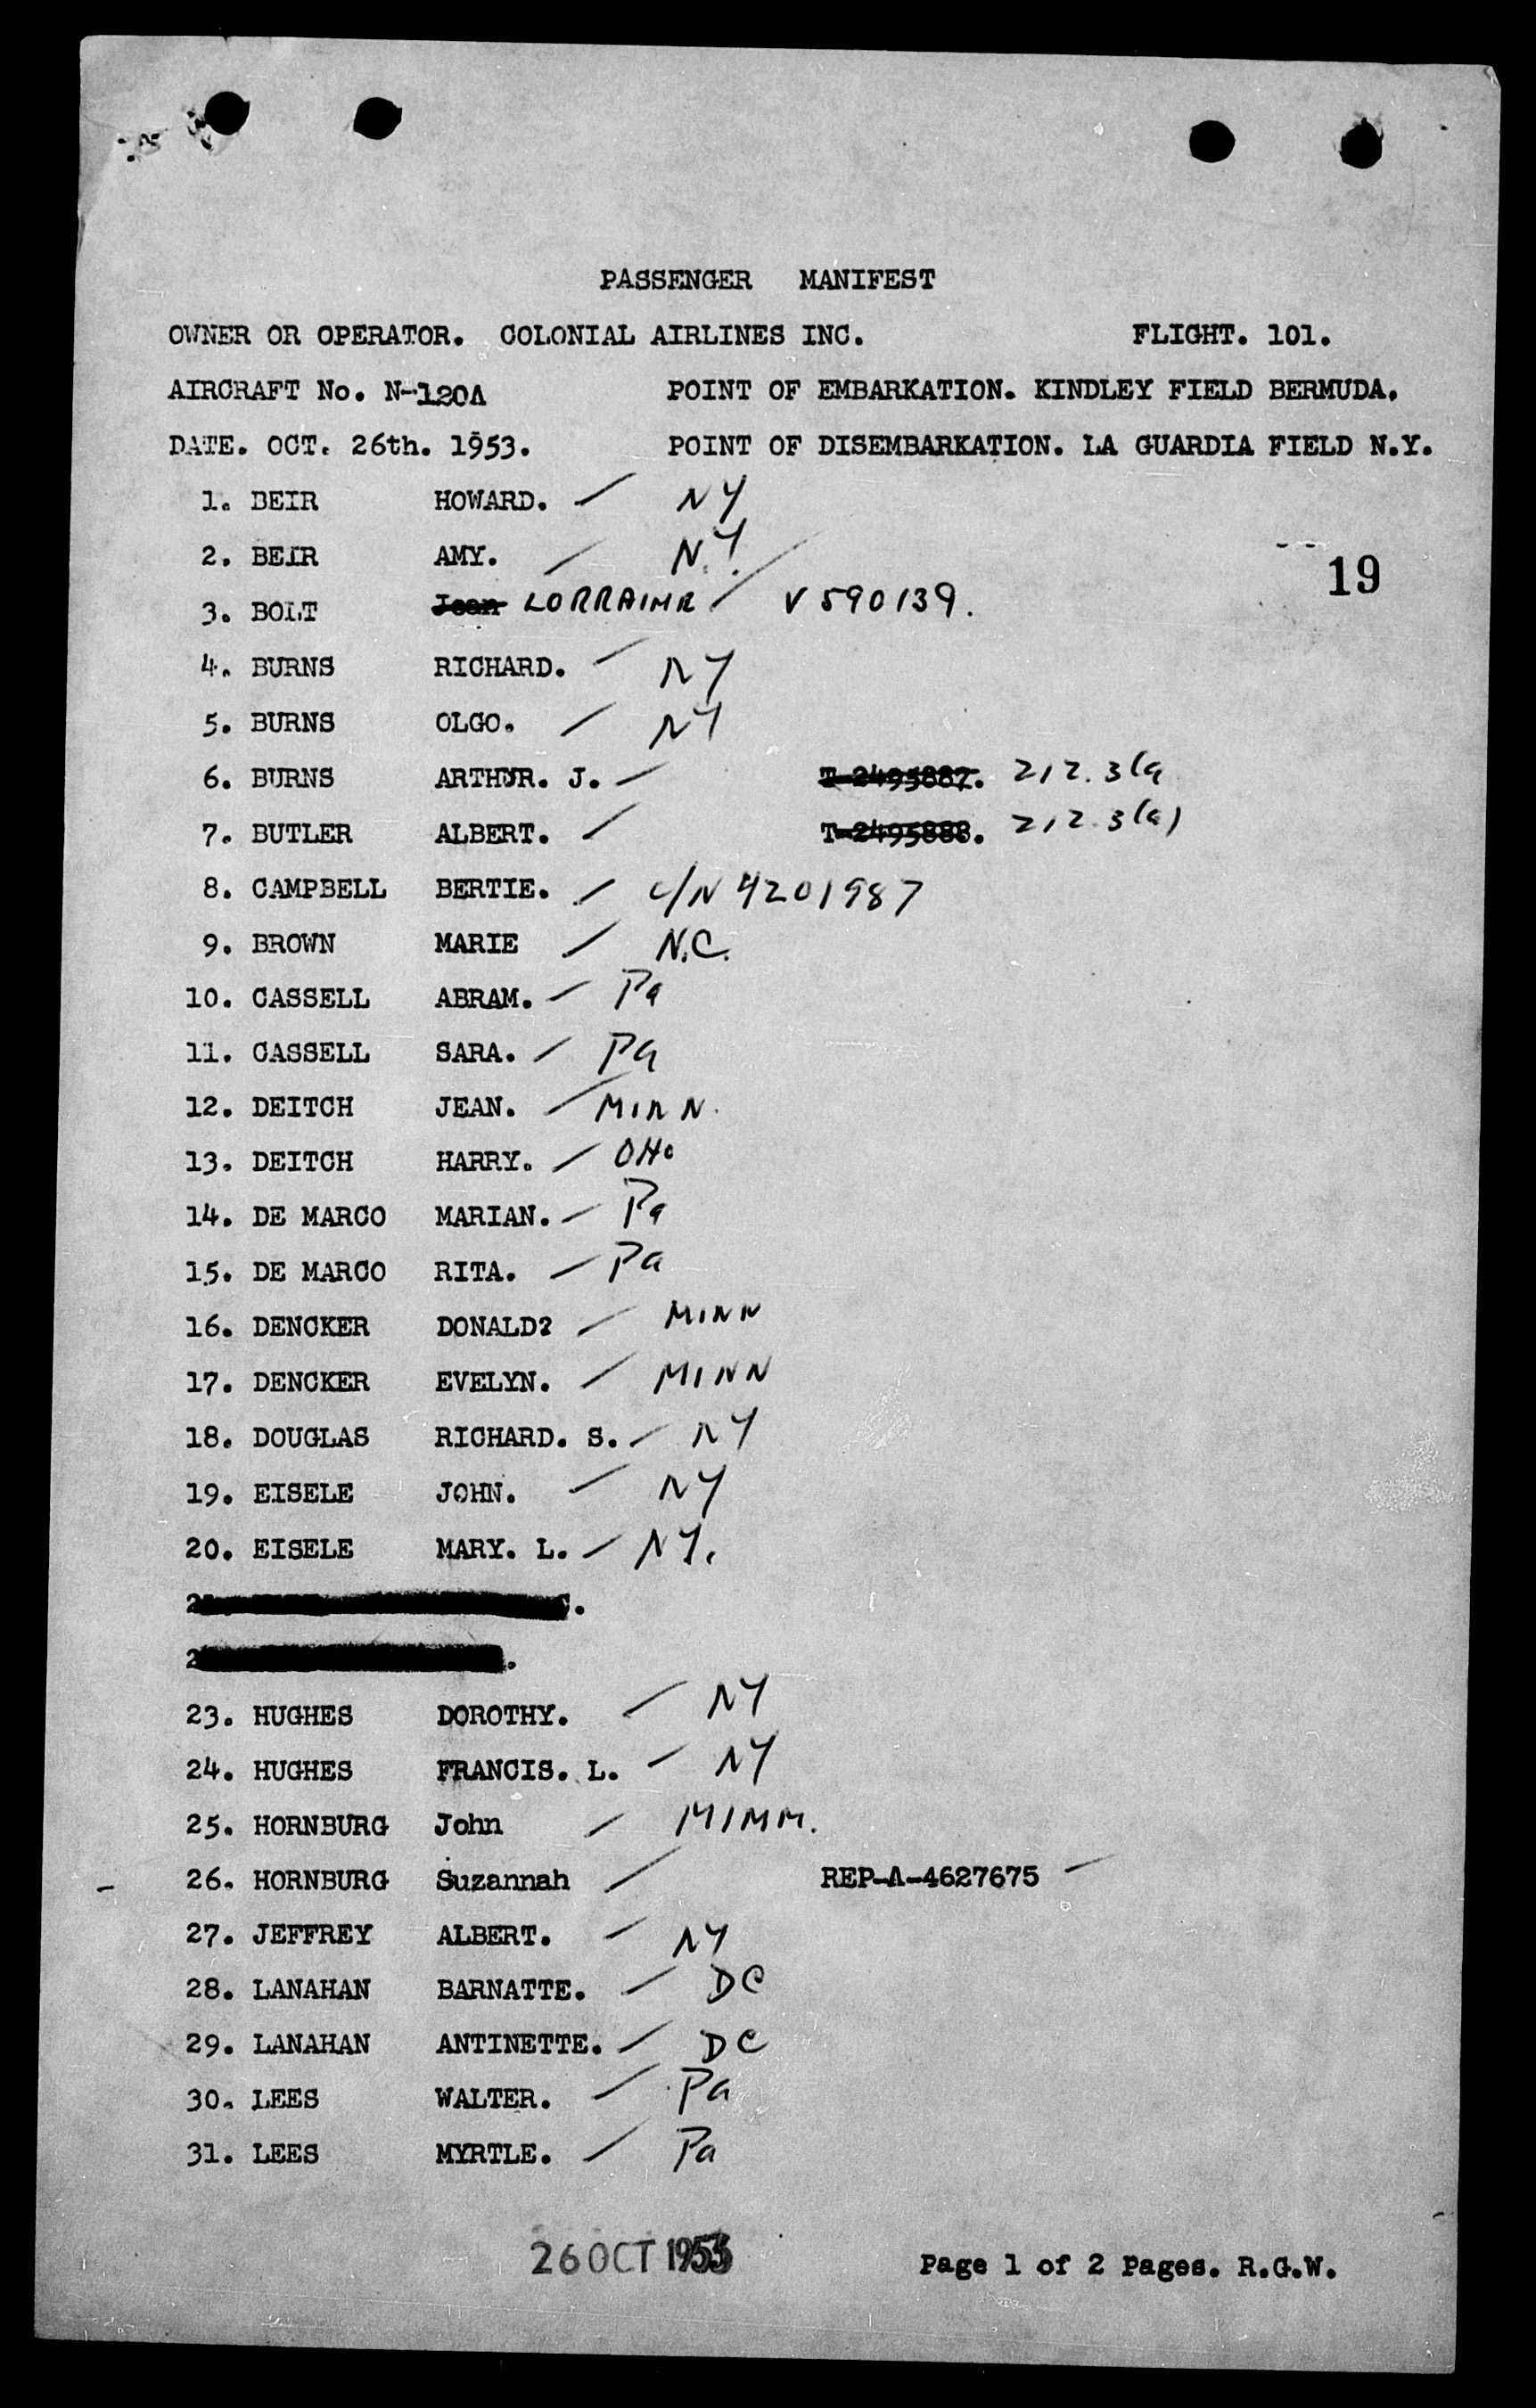 PASSENGER MANIFEST
OWNER OR OPERATOR. COLONIAL AIRLINES INC. FLIGHT. 101.
AIRCRAFT No. N-120A POINT OF EMBARKATION. KINDLEY FIELD BERMUDA.
DATE. OCT. 26th. 1953. POINT OF DISEMBARKATION. LA GUARDIA FIELD N.Y.
1. BEIR HOWARD. / NY
2. BEIR AMY. / N.Y.
19
3. BOLT Jean LORRAINE / V590139.
4. BURNS RICHARD. / NY
5. BURNS OLGO. / NY
6. BURNS ARTHUR. J. / T-2495887. 212.3(a
7. BUTLER ALBERT. / T-2495888. 212.3(a)
8. CAMPBELL BERTIE. / C/N 4201987
9. BROWN MARIE / N.C.
10. CASSELL ABRAM. / Pa
11. CASSELL SARA. / Pa
12. DEITCH JEAN. / MINN.
13. DEITCH HARRY. / OHo
14. DE MARCO MARIAN. / Pa
15. DE MARCO RITA. / Pa
16. DENCKER DONALD? / MINN
17. DENCKER EVELYN. / MINN
18. DOUGLAS RICHARD. S. / NY
19. EISELE JOHN. / NY
20. EISELE MARY. L. / NY.
23. HUGHES DOROTHY. / NY
24. HUGHES FRANCIS. L. / NY
25. HORNBURG John / MINN.
26. HORNBURG Suzannah / REP-A-4627675
27. JEFFREY ALBERT. / NY
28. LANAHAN BARNATTE. / DC
29. LANAHAN ANTINETTE. / DC
30. LEES WALTER. / Pa
31. LEES MYRTLE. / Pa
26 OCT 1953
Page 1 of 2 Pages. R.G.W.